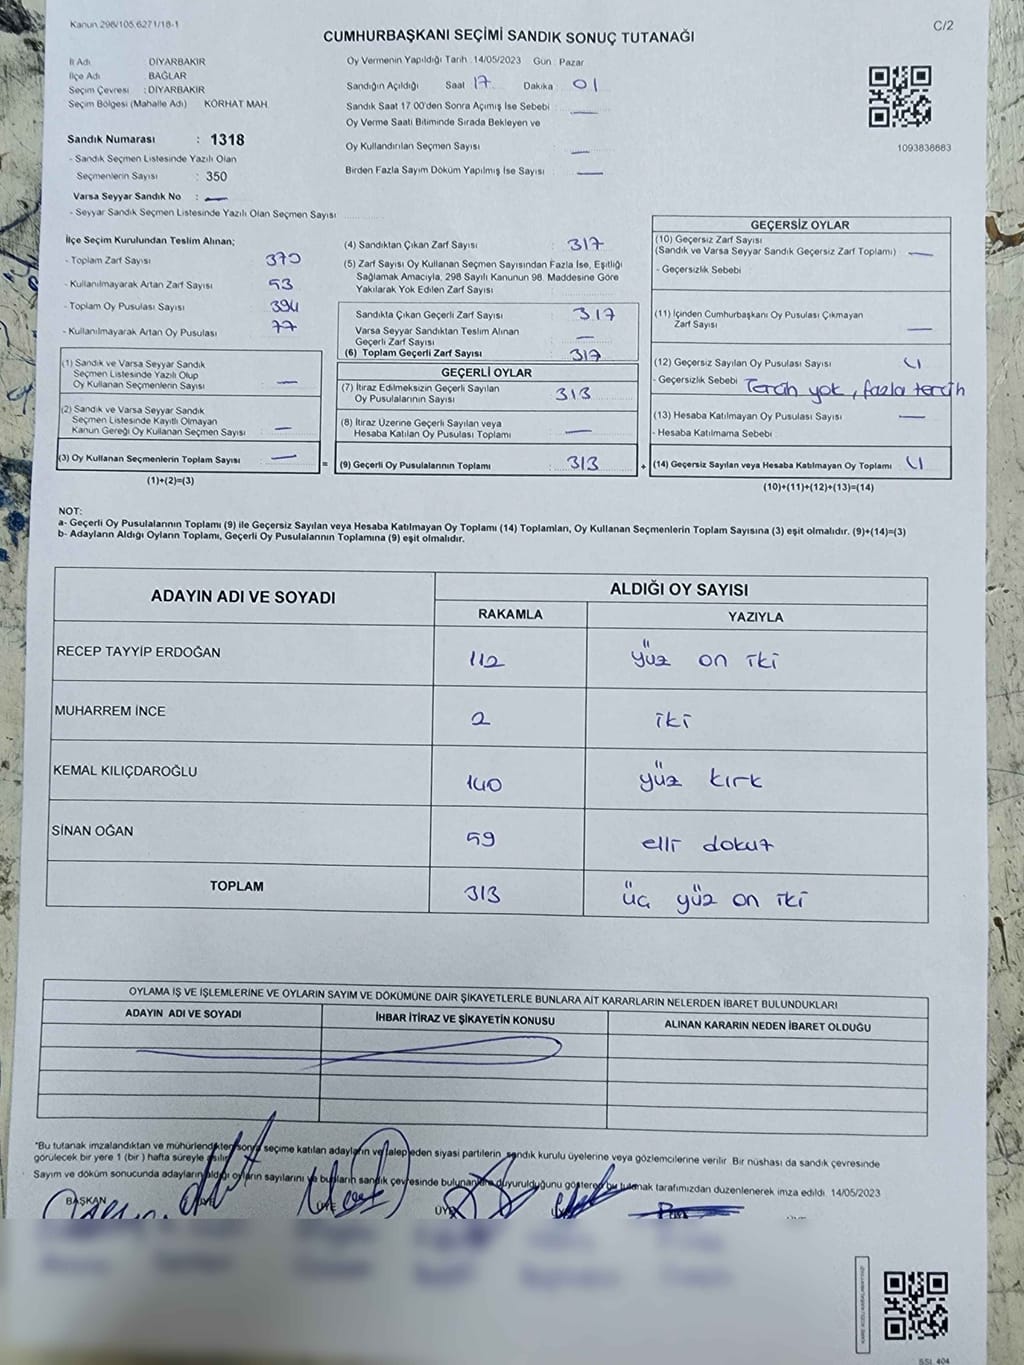 Kanun 298/105.6271/18-1
C/2
CUMHURBAŞKANI SEÇİMİ SANDIK SONUÇ TUTANAĞI
İl Adı DİYARBAKIR
İlçe Adı BAĞLAR
Seçim Çevresi : DİYARBAKIR
Seçim Bölgesi (Mahalle Adı) KÖRHAT MAH.
Sandık Numarası : 1318
- Sandık Seçmen Listesinde Yazılı Olan
Seçmenlerin Sayısı : 350
Varsa Seyyar Sandık No : —
- Seyyar Sandık Seçmen Listesinde Yazılı Olan Seçmen Sayısı
Oy Vermenin Yapıldığı Tarih : 14/05/2023 Gün : Pazar
Sandığın Açıldığı Saat 17 Dakika 01
Sandık Saat 17 00'den Sonra Açımış İse Sebebi —
Oy Verme Saati Bitiminde Sırada Bekleyen ve
Oy Kullandırılan Seçmen Sayısı —
Birden Fazla Sayım Döküm Yapılmış İse Sayısı —
1093838683
İlçe Seçim Kurulundan Teslim Alınan;
- Toplam Zarf Sayısı 370
- Kullanılmayarak Artan Zarf Sayısı 53
- Toplam Oy Pusulası Sayısı 394
- Kullanılmayarak Artan Oy Pusulası 77
(1) Sandık ve Varsa Seyyar Sandık
Seçmen Listesinde Yazılı Olup
Oy Kullanan Seçmenlerin Sayısı —
(2) Sandık ve Varsa Seyyar Sandık
Seçmen Listesinde Kayıtlı Olmayan
Kanun Gereği Oy Kullanan Seçmen Sayısı —
(3) Oy Kullanan Seçmenlerin Toplam Sayısı —
(1)+(2)=(3)
(4) Sandıktan Çıkan Zarf Sayısı : 317
(5) Zarf Sayısı Oy Kullanan Seçmen Sayısından Fazla İse, Eşitliği
Sağlamak Amacıyla, 298 Sayılı Kanunun 98. Maddesine Göre
Yakılarak Yok Edilen Zarf Sayısı
Sandıkta Çıkan Geçerli Zarf Sayısı : 317
Varsa Seyyar Sandıktan Teslim Alınan
Geçerli Zarf Sayısı —
(6) Toplam Geçerli Zarf Sayısı 317
GEÇERLİ OYLAR
(7) İtiraz Edilmeksizin Geçerli Sayılan
Oy Pusulalarının Sayısı : 313
(8) İtiraz Üzerine Geçerli Sayılan veya
Hesaba Katılan Oy Pusulası Toplamı —
= (9) Geçerli Oy Pusulalarının Toplamı : 313 +
GEÇERSİZ OYLAR
(10) Geçersiz Zarf Sayısı
(Sandık ve Varsa Seyyar Sandık Geçersiz Zarf Toplamı) —
- Geçersizlik Sebebi
(11) İçinden Cumhurbaşkanı Oy Pusulası Çıkmayan
Zarf Sayısı —
(12) Geçersiz Sayılan Oy Pusulası Sayısı 4
- Geçersizlik Sebebi Tercih yok, fazla tercih
(13) Hesaba Katılmayan Oy Pusulası Sayısı —
- Hesaba Katılmama Sebebi
(14) Geçersiz Sayılan veya Hesaba Katılmayan Oy Toplamı 4
(10)+(11)+(12)+(13)=(14)
NOT:
a- Geçerli Oy Pusulalarının Toplamı (9) ile Geçersiz Sayılan veya Hesaba Katılmayan Oy Toplamı (14) Toplamları, Oy Kullanan Seçmenlerin Toplam Sayısına (3) eşit olmalıdır. (9)+(14)=(3)
b- Adayların Aldığı Oyların Toplamı, Geçerli Oy Pusulalarının Toplamına (9) eşit olmalıdır.
ADAYIN ADI VE SOYADI ALDIĞI OY SAYISI
RAKAMLA YAZIYLA
RECEP TAYYİP ERDOĞAN 112 yüz on iki
MUHARREM İNCE 2 iki
KEMAL KILIÇDAROĞLU 140 yüz kırk
SİNAN OĞAN 59 elli dokuz
TOPLAM 313 üç yüz on iki
OYLAMA İŞ VE İŞLEMLERİNE VE OYLARIN SAYIM VE DÖKÜMÜNE DAİR ŞİKAYETLERLE BUNLARA AİT KARARLARIN NELERDEN İBARET BULUNDUKLARI
ADAYIN ADI VE SOYADI İHBAR İTİRAZ VE ŞİKAYETİN KONUSU ALINAN KARARIN NEDEN İBARET OLDUĞU
*Bu tutanak imzalandıktan ve mühürlendikten sonra seçime katılan adayların ve talep eden siyasi partilerin sandık kurulu üyelerine veya gözlemcilerine verilir. Bir nüshası da sandık çevresinde
görülecek bir yere 1 (bir) hafta süreyle asılır.
Sayım ve döküm sonucunda adayların aldığı oyların sayılarını ve bunların sandık çevresinde bulunanlara duyurulduğunu gösteren bu tutanak tarafımızdan düzenlenerek imza edildi. 14/05/2023
BAŞKAN ÜYE ÜYE
SSL 404